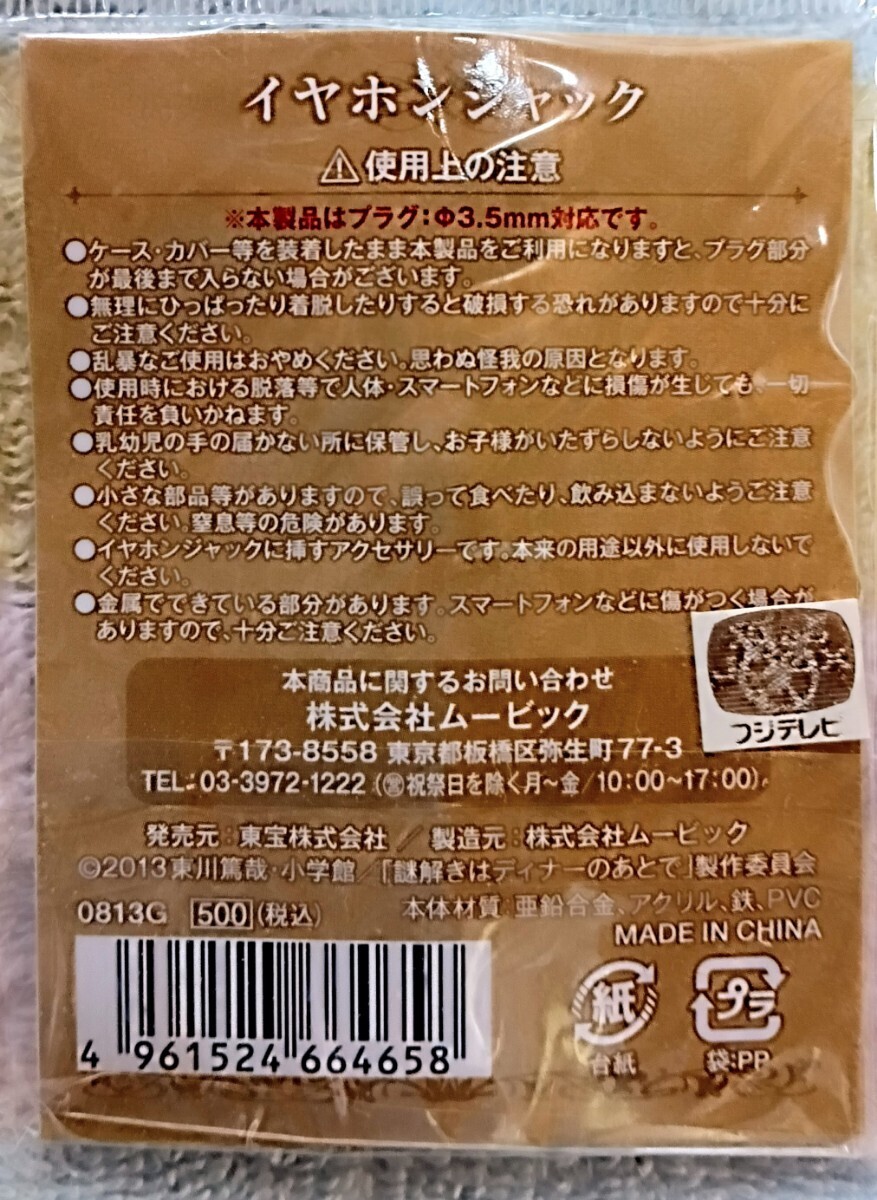 イヤホンジャック
⚠使用上の注意
※本製品はプラグ:Φ3.5mm対応です。
●ケース・カバー等を装着したまま本製品をご利用になりますと、プラグ部分
が最後まで入らない場合がございます。
●無理にひっぱったり着脱したりすると破損する恐れがありますので十分に
ご注意ください。
●乱暴なご使用はおやめください。思わぬ怪我の原因となります。
●使用時における脱落等で人体・スマートフォンなどに損傷が生じても、一切
責任を負いかねます。
●乳幼児の手の届かない所に保管し、お子様がいたずらしないようにご注意
ください。
●小さな部品等がありますので、誤って食べたり、飲み込まないようご注意
ください。窒息等の危険があります。
●イヤホンジャックに挿すアクセサリーです。本来の用途以外に使用しないで
ください。
●金属でできている部分があります。スマートフォンなどに傷がつく場合が
ありますので、十分ご注意ください。
フジテレビ
本商品に関するお問い合わせ
株式会社ムービック
〒173-8558 東京都板橋区弥生町77-3
TEL:03-3972-1222 (㊡祝祭日を除く月~金/10:00~17:00)
発売元:東宝株式会社/製造元:株式会社ムービック
©2013東川篤哉・小学館/「謎解きはディナーのあとで」製作委員会
0813G 500(税込) 本体材質:亜鉛合金、アクリル、鉄、PVC
MADE IN CHINA
紙 プラ
台紙 袋:PP
4 961524 664658